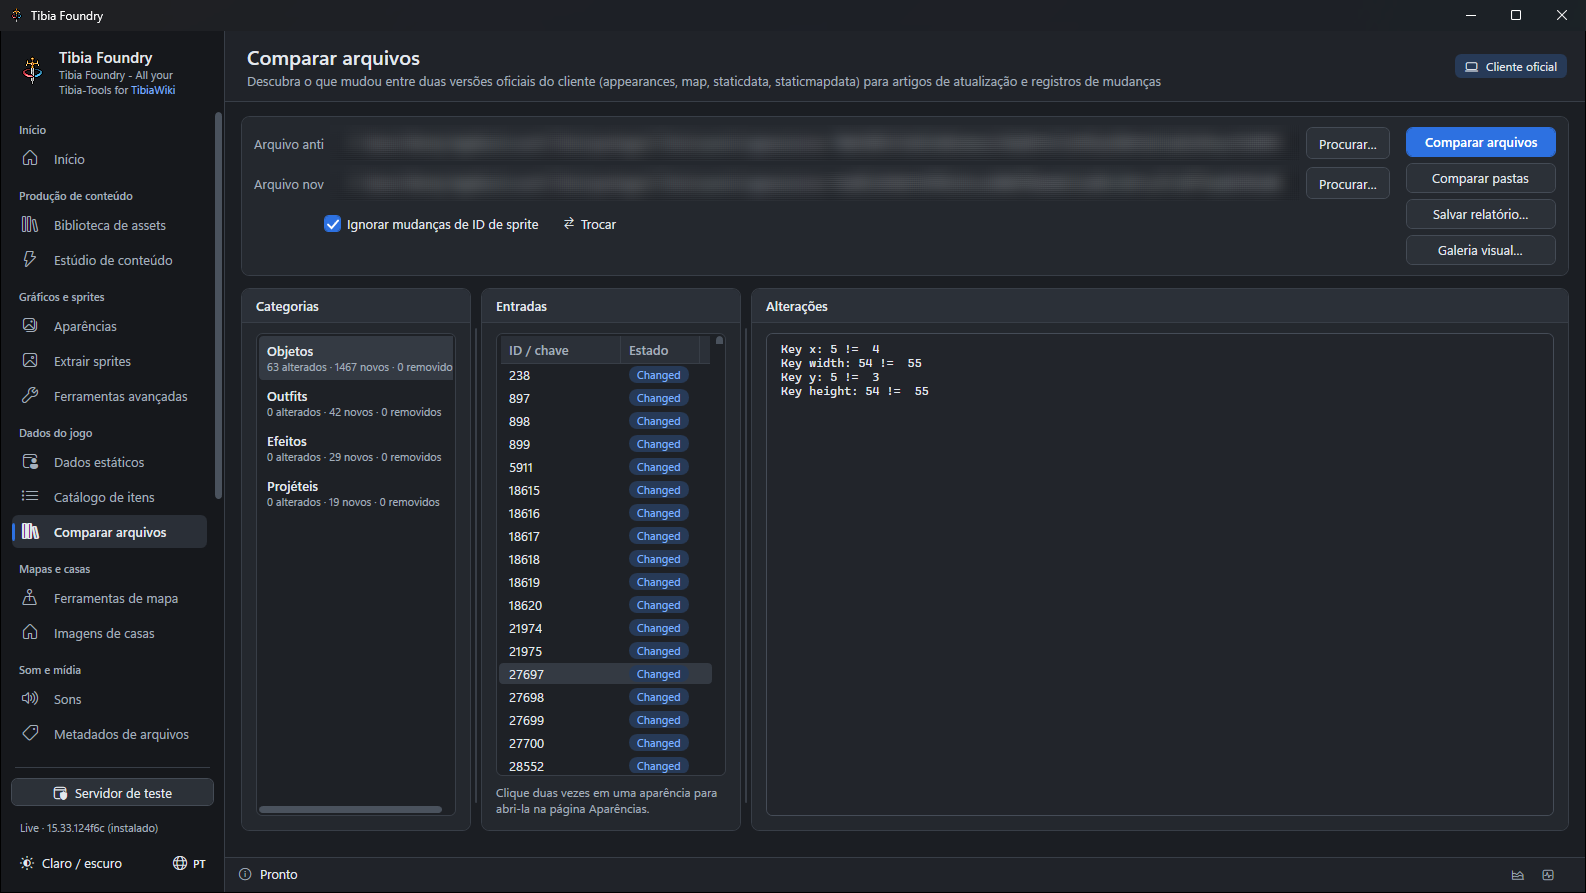 Tibia Foundry
Tibia Foundry
Tibia Foundry - All your
Tibia-Tools for TibiaWiki
Início
Início
Produção de conteúdo
Biblioteca de assets
Estúdio de conteúdo
Gráficos e sprites
Aparências
Extrair sprites
Ferramentas avançadas
Dados do jogo
Dados estáticos
Catálogo de itens
Comparar arquivos
Mapas e casas
Ferramentas de mapa
Imagens de casas
Som e mídia
Sons
Metadados de arquivos
Servidor de teste
Live · 15.33.124f6c (instalado)
Claro / escuro
PT
Comparar arquivos
Descubra o que mudou entre duas versões oficiais do cliente (appearances, map, staticdata, staticmapdata) para artigos de atualização e registros de mudanças
Cliente oficial
Arquivo anti
Procurar...
Arquivo nov
Procurar...
Ignorar mudanças de ID de sprite
Trocar
Comparar arquivos
Comparar pastas
Salvar relatório...
Galeria visual...
Categorias
Objetos
63 alterados · 1467 novos · 0 removido
Outfits
0 alterados · 42 novos · 0 removidos
Efeitos
0 alterados · 29 novos · 0 removidos
Projéteis
0 alterados · 19 novos · 0 removidos
Entradas
ID / chave Estado
238 Changed
897 Changed
898 Changed
899 Changed
5911 Changed
18615 Changed
18616 Changed
18617 Changed
18618 Changed
18619 Changed
18620 Changed
21974 Changed
21975 Changed
27697 Changed
27698 Changed
27699 Changed
27700 Changed
28552 Changed
Clique duas vezes em uma aparência para
abri-la na página Aparências.
Alterações
Key x: 5 !=  4
Key width: 54 !=  55
Key y: 5 !=  3
Key height: 54 !=  55
Pronto